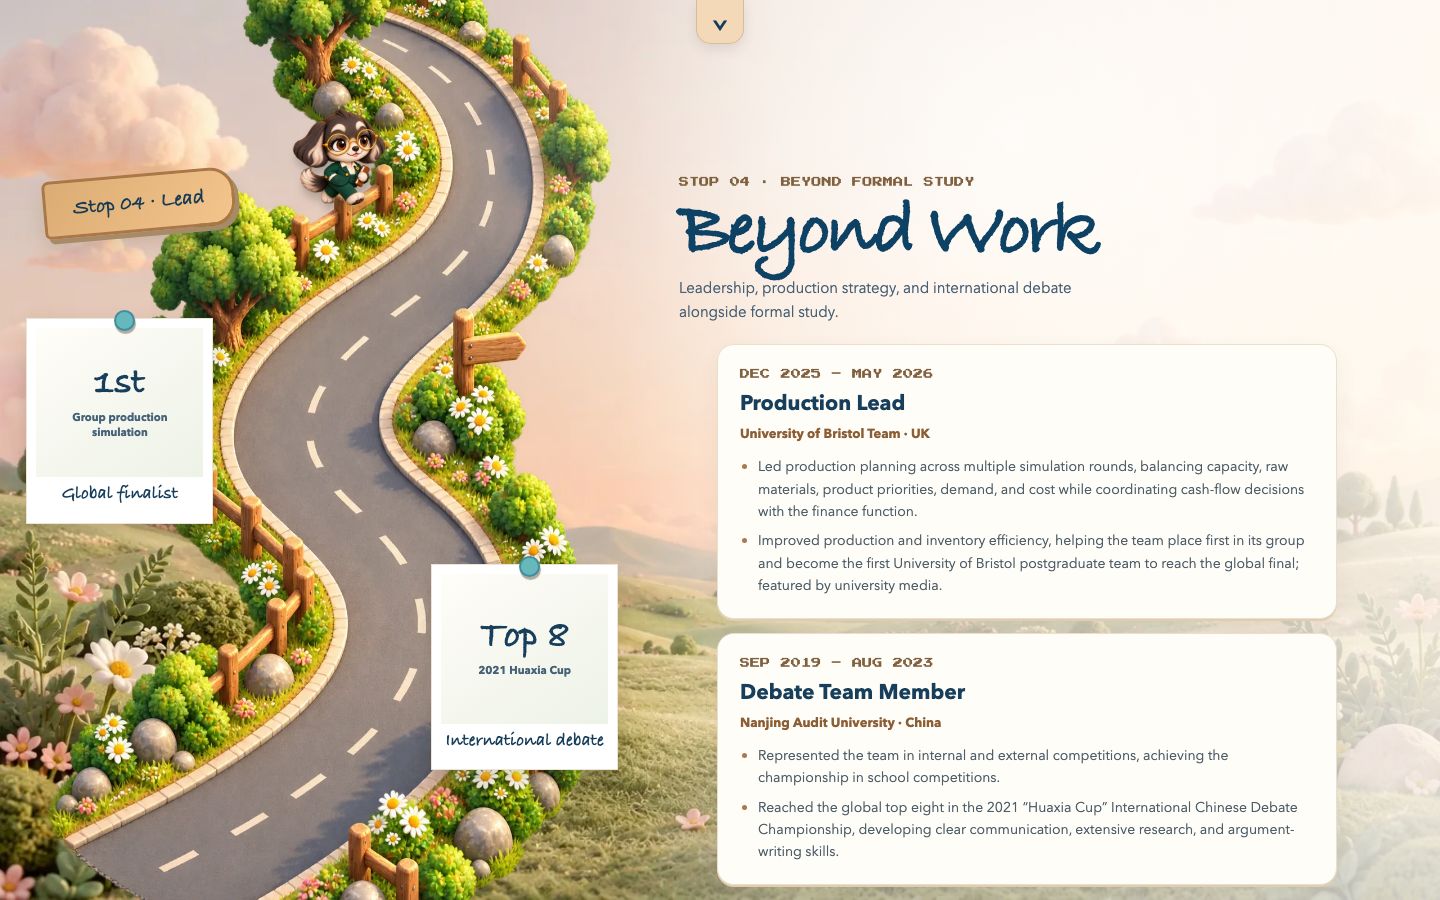 Stop 04 · Lead
1st
Group production
simulation
Global finalist
Top 8
2021 Huaxia Cup
International debate
STOP 04 · BEYOND FORMAL STUDY
Beyond Work
Leadership, production strategy, and international debate
alongside formal study.
DEC 2025 — MAY 2026
Production Lead
University of Bristol Team · UK
• Led production planning across multiple simulation rounds, balancing capacity, raw
materials, product priorities, demand, and cost while coordinating cash-flow decisions
with the finance function.
• Improved production and inventory efficiency, helping the team place first in its group
and become the first University of Bristol postgraduate team to reach the global final;
featured by university media.
SEP 2019 — AUG 2023
Debate Team Member
Nanjing Audit University · China
• Represented the team in internal and external competitions, achieving the
championship in school competitions.
• Reached the global top eight in the 2021 “Huaxia Cup” International Chinese Debate
Championship, developing clear communication, extensive research, and argument-
writing skills.